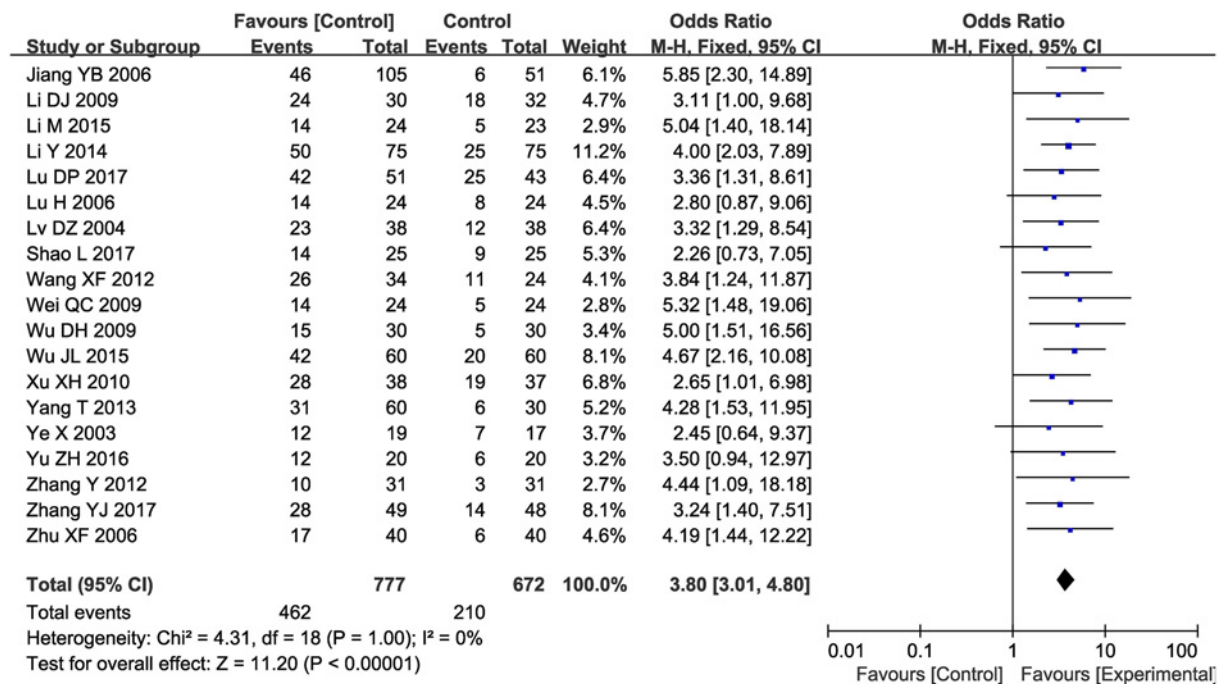 Favours [Control] Control Odds Ratio Odds Ratio
Study or Subgroup Events Total Events Total Weight M-H, Fixed, 95% CI M-H, Fixed, 95% CI
Jiang YB 2006 46 105 6 51 6.1% 5.85 [2.30, 14.89]
Li DJ 2009 24 30 18 32 4.7% 3.11 [1.00, 9.68]
Li M 2015 14 24 5 23 2.9% 5.04 [1.40, 18.14]
Li Y 2014 50 75 25 75 11.2% 4.00 [2.03, 7.89]
Lu DP 2017 42 51 25 43 6.4% 3.36 [1.31, 8.61]
Lu H 2006 14 24 8 24 4.5% 2.80 [0.87, 9.06]
Lv DZ 2004 23 38 12 38 6.4% 3.32 [1.29, 8.54]
Shao L 2017 14 25 9 25 5.3% 2.26 [0.73, 7.05]
Wang XF 2012 26 34 11 24 4.1% 3.84 [1.24, 11.87]
Wei QC 2009 14 24 5 24 2.8% 5.32 [1.48, 19.06]
Wu DH 2009 15 30 5 30 3.4% 5.00 [1.51, 16.56]
Wu JL 2015 42 60 20 60 8.1% 4.67 [2.16, 10.08]
Xu XH 2010 28 38 19 37 6.8% 2.65 [1.01, 6.98]
Yang T 2013 31 60 6 30 5.2% 4.28 [1.53, 11.95]
Ye X 2003 12 19 7 17 3.7% 2.45 [0.64, 9.37]
Yu ZH 2016 12 20 6 20 3.2% 3.50 [0.94, 12.97]
Zhang Y 2012 10 31 3 31 2.7% 4.44 [1.09, 18.18]
Zhang YJ 2017 28 49 14 48 8.1% 3.24 [1.40, 7.51]
Zhu XF 2006 17 40 6 40 4.6% 4.19 [1.44, 12.22]
Total (95% CI) 777 672 100.0% 3.80 [3.01, 4.80]
Total events 462 210
Heterogeneity: Chi² = 4.31, df = 18 (P = 1.00); I² = 0%
Test for overall effect: Z = 11.20 (P < 0.00001)
0.01 0.1 1 10 100
Favours [Control] Favours [Experimental]